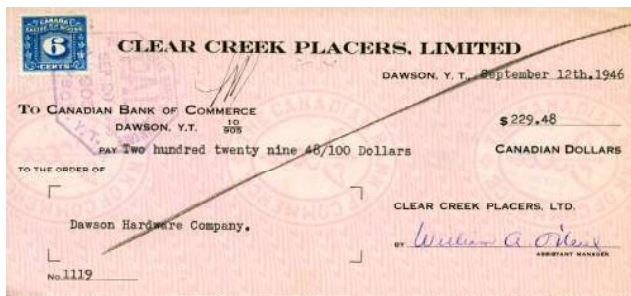 CANADA
EXCISE TAX
6
CENTS
CLEAR CREEK PLACERS, LIMITED
DAWSON, Y. T., September 12th.1946
TO CANADIAN BANK OF COMMERCE
DAWSON, Y.T. 10
905
$229.48
PAY Two hundred twenty nine 48/100 Dollars CANADIAN DOLLARS
TO THE ORDER OF
CLEAR CREEK PLACERS, LTD.
Dawson Hardware Company.
BY William A. O'Neill
ASSISTANT MANAGER
No.1119